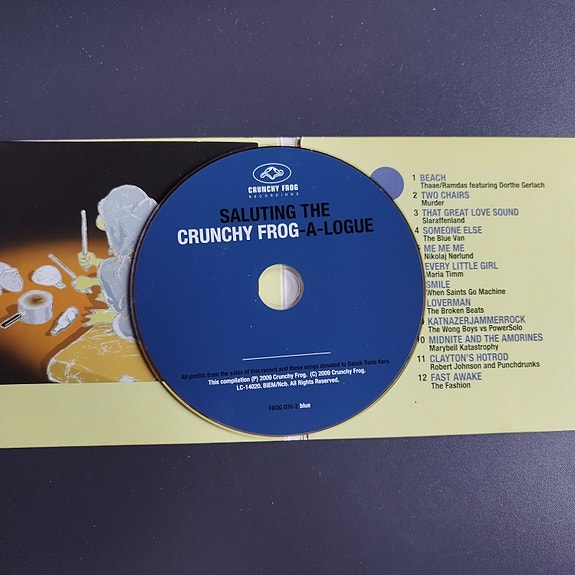 CRUNCHY FROG
RECORDINGS
SALUTING THE
CRUNCHY FROG-A-LOGUE
All profits from the sales of this record and these songs donated to Dansk Røde Kors.
This compilation (P) 2009 Crunchy Frog. (C) 2009 Crunchy Frog.
LC-14020. BIEM/Ncb. All Rights Reserved.
FROG 070-2 blue
1 BEACH
Thaae/Ramdas featuring Dorthe Gerlach
2 TWO CHAIRS
Murder
3 THAT GREAT LOVE SOUND
Slaraffenland
4 SOMEONE ELSE
The Blue Van
ME ME ME
Nikolaj Nørlund
EVERY LITTLE GIRL
Maria Timm
SMILE
When Saints Go Machine
LOVERMAN
The Broken Beats
KATNAZERJAMMERROCK
The Wong Boys vs PowerSolo
0 MIDNITE AND THE AMORINES
Marybell Katastrophy
11 CLAYTON'S HOTROD
Robert Johnson and Punchdrunks
12 FAST AWAKE
The Fashion